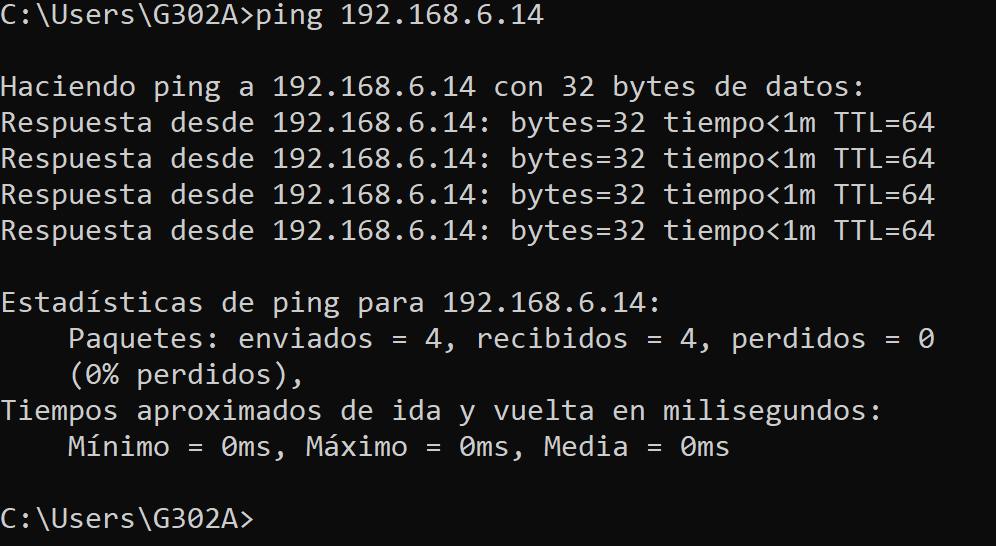 C:\Users\G302A>ping 192.168.6.14
Haciendo ping a 192.168.6.14 con 32 bytes de datos:
Respuesta desde 192.168.6.14: bytes=32 tiempo<1m TTL=64
Respuesta desde 192.168.6.14: bytes=32 tiempo<1m TTL=64
Respuesta desde 192.168.6.14: bytes=32 tiempo<1m TTL=64
Respuesta desde 192.168.6.14: bytes=32 tiempo<1m TTL=64
Estadísticas de ping para 192.168.6.14:
    Paquetes: enviados = 4, recibidos = 4, perdidos = 0
    (0% perdidos),
Tiempos aproximados de ida y vuelta en milisegundos:
    Mínimo = 0ms, Máximo = 0ms, Media = 0ms
C:\Users\G302A>